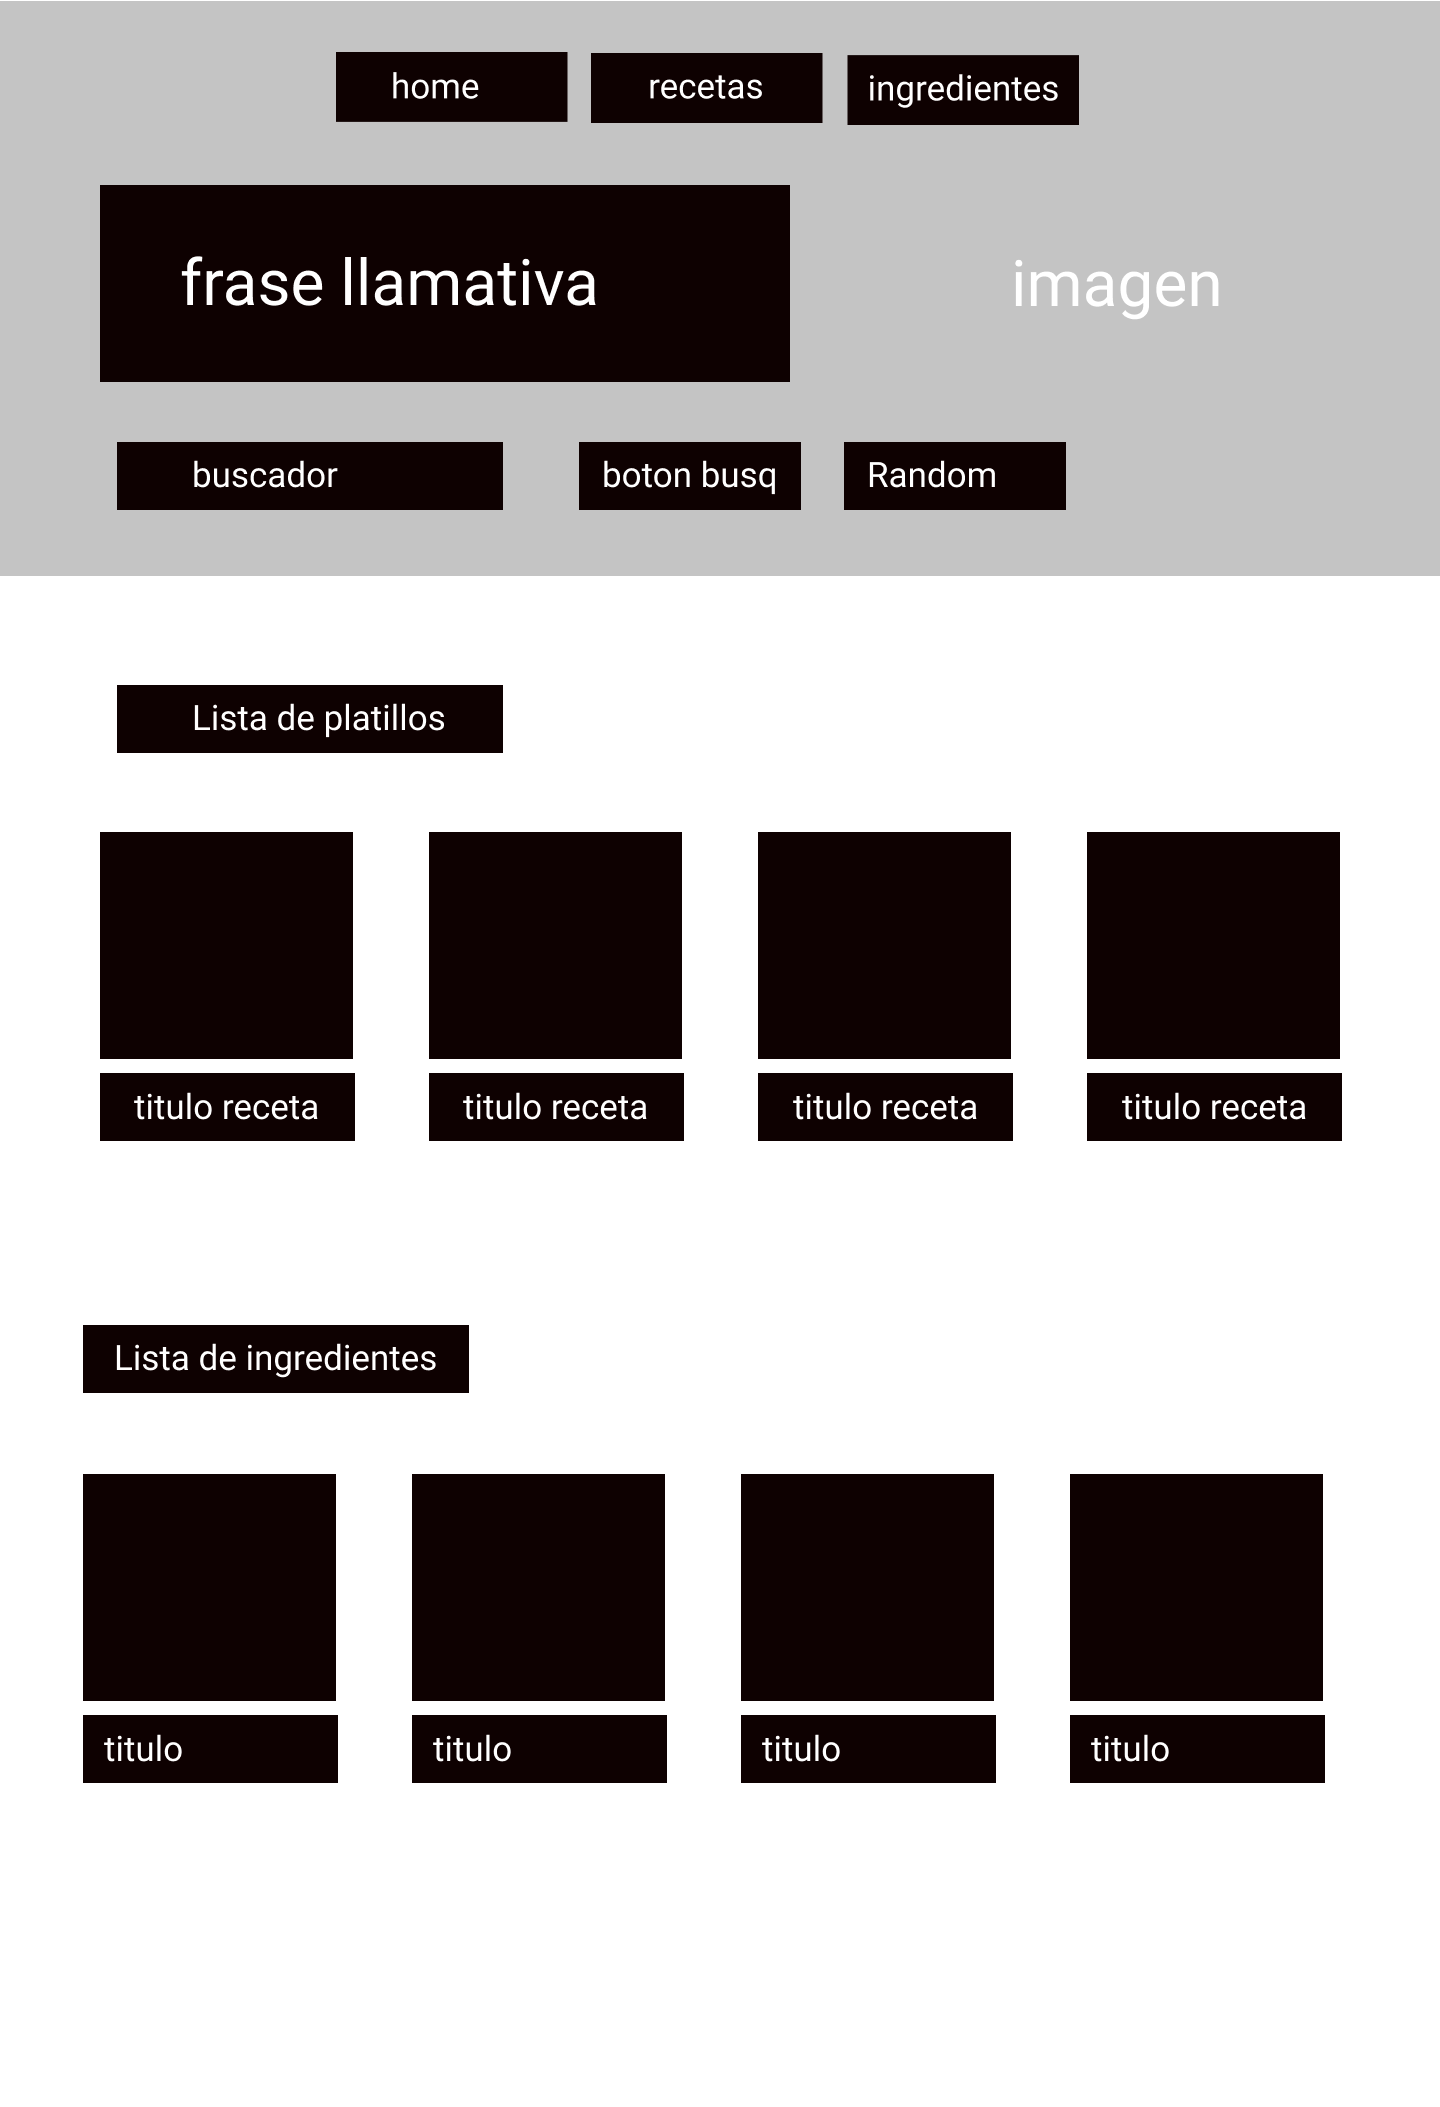 home
recetas
ingredientes
frase llamativa
imagen
buscador
boton busq
Random
Lista de platillos
titulo receta
titulo receta
titulo receta
titulo receta
Lista de ingredientes
titulo
titulo
titulo
titulo